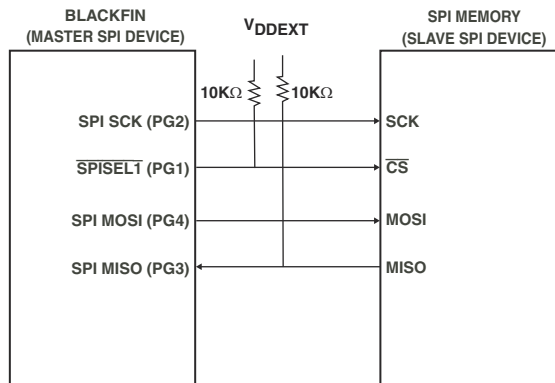 BLACKFIN
(MASTER SPI DEVICE)
VDDEXT
SPI MEMORY
(SLAVE SPI DEVICE)
10KΩ
10KΩ
SPI SCK (PG2)
SCK
SPISEL1 (PG1)
CS
SPI MOSI (PG4)
MOSI
SPI MISO (PG3)
MISO